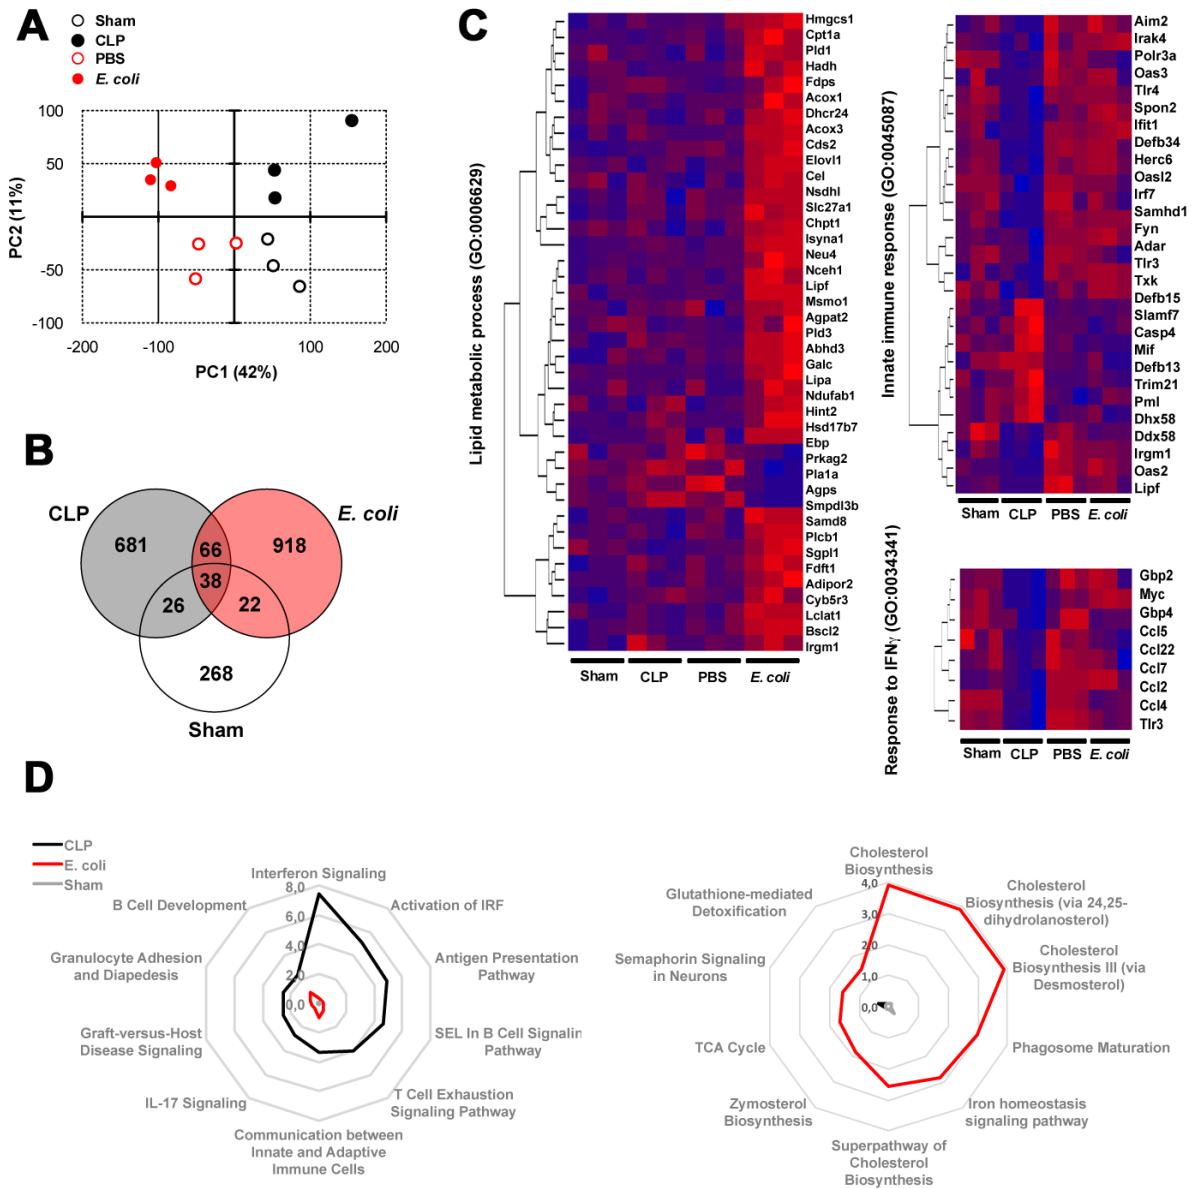 A
Sham
CLP
PBS
E. coli
100
50
0
-50
-100
-200
-100
0
100
200
PC2 (11%)
PC1 (42%)
B
CLP
E. coli
681
66
918
38
26
22
268
Sham
C
Lipid metabolic process (GO:0006629)
Hmgcs1
Cpt1a
Pld1
Hadh
Fdps
Acox1
Dhcr24
Acox3
Cds2
Elovl1
Cel
Nsdhl
Slc27a1
Chpt1
Isyna1
Neu4
Nceh1
Lipf
Msmo1
Agpat2
Pld3
Abhd3
Galc
Lipa
Ndufab1
Hint2
Hsd17b7
Ebp
Prkag2
Pla1a
Agps
Smpdl3b
Samd8
Plcb1
Sgpl1
Fdft1
Adipor2
Cyb5r3
Lclat1
Bscl2
Irgm1
Sham CLP PBS E. coli
Innate immune response (GO:0045087)
Aim2
Irak4
Polr3a
Oas3
Tlr4
Spon2
Ifit1
Defb34
Herc6
Oasl2
Irf7
Samhd1
Fyn
Adar
Tlr3
Txk
Defb15
Slamf7
Casp4
Mif
Defb13
Trim21
Pml
Dhx58
Ddx58
Irgm1
Oas2
Lipf
Sham CLP PBS E. coli
Response to IFNγ (GO:0034341)
Gbp2
Myc
Gbp4
Ccl5
Ccl22
Ccl7
Ccl2
Ccl4
Tlr3
Sham CLP PBS E. coli
D
CLP
E. coli
Sham
Interferon Signaling
Activation of IRF
Antigen Presentation
Pathway
SEL In B Cell Signalin
Pathway
T Cell Exhaustion
Signaling Pathway
Communication between
Innate and Adaptive
Immune Cells
IL-17 Signaling
Graft-versus-Host
Disease Signaling
Granulocyte Adhesion
and Diapedesis
B Cell Development
8,0
6,0
4,0
2,0
0,0
Cholesterol
Biosynthesis
Cholesterol
Biosynthesis (via 24,25-
dihydrolanosterol)
Cholesterol
Biosynthesis III (via
Desmosterol)
Phagosome Maturation
Iron homeostasis
signaling pathway
Superpathway of
Cholesterol
Biosynthesis
Zymosterol
Biosynthesis
TCA Cycle
Semaphorin Signaling
in Neurons
Glutathione-mediated
Detoxification
4,0
3,0
2,0
1,0
0,0